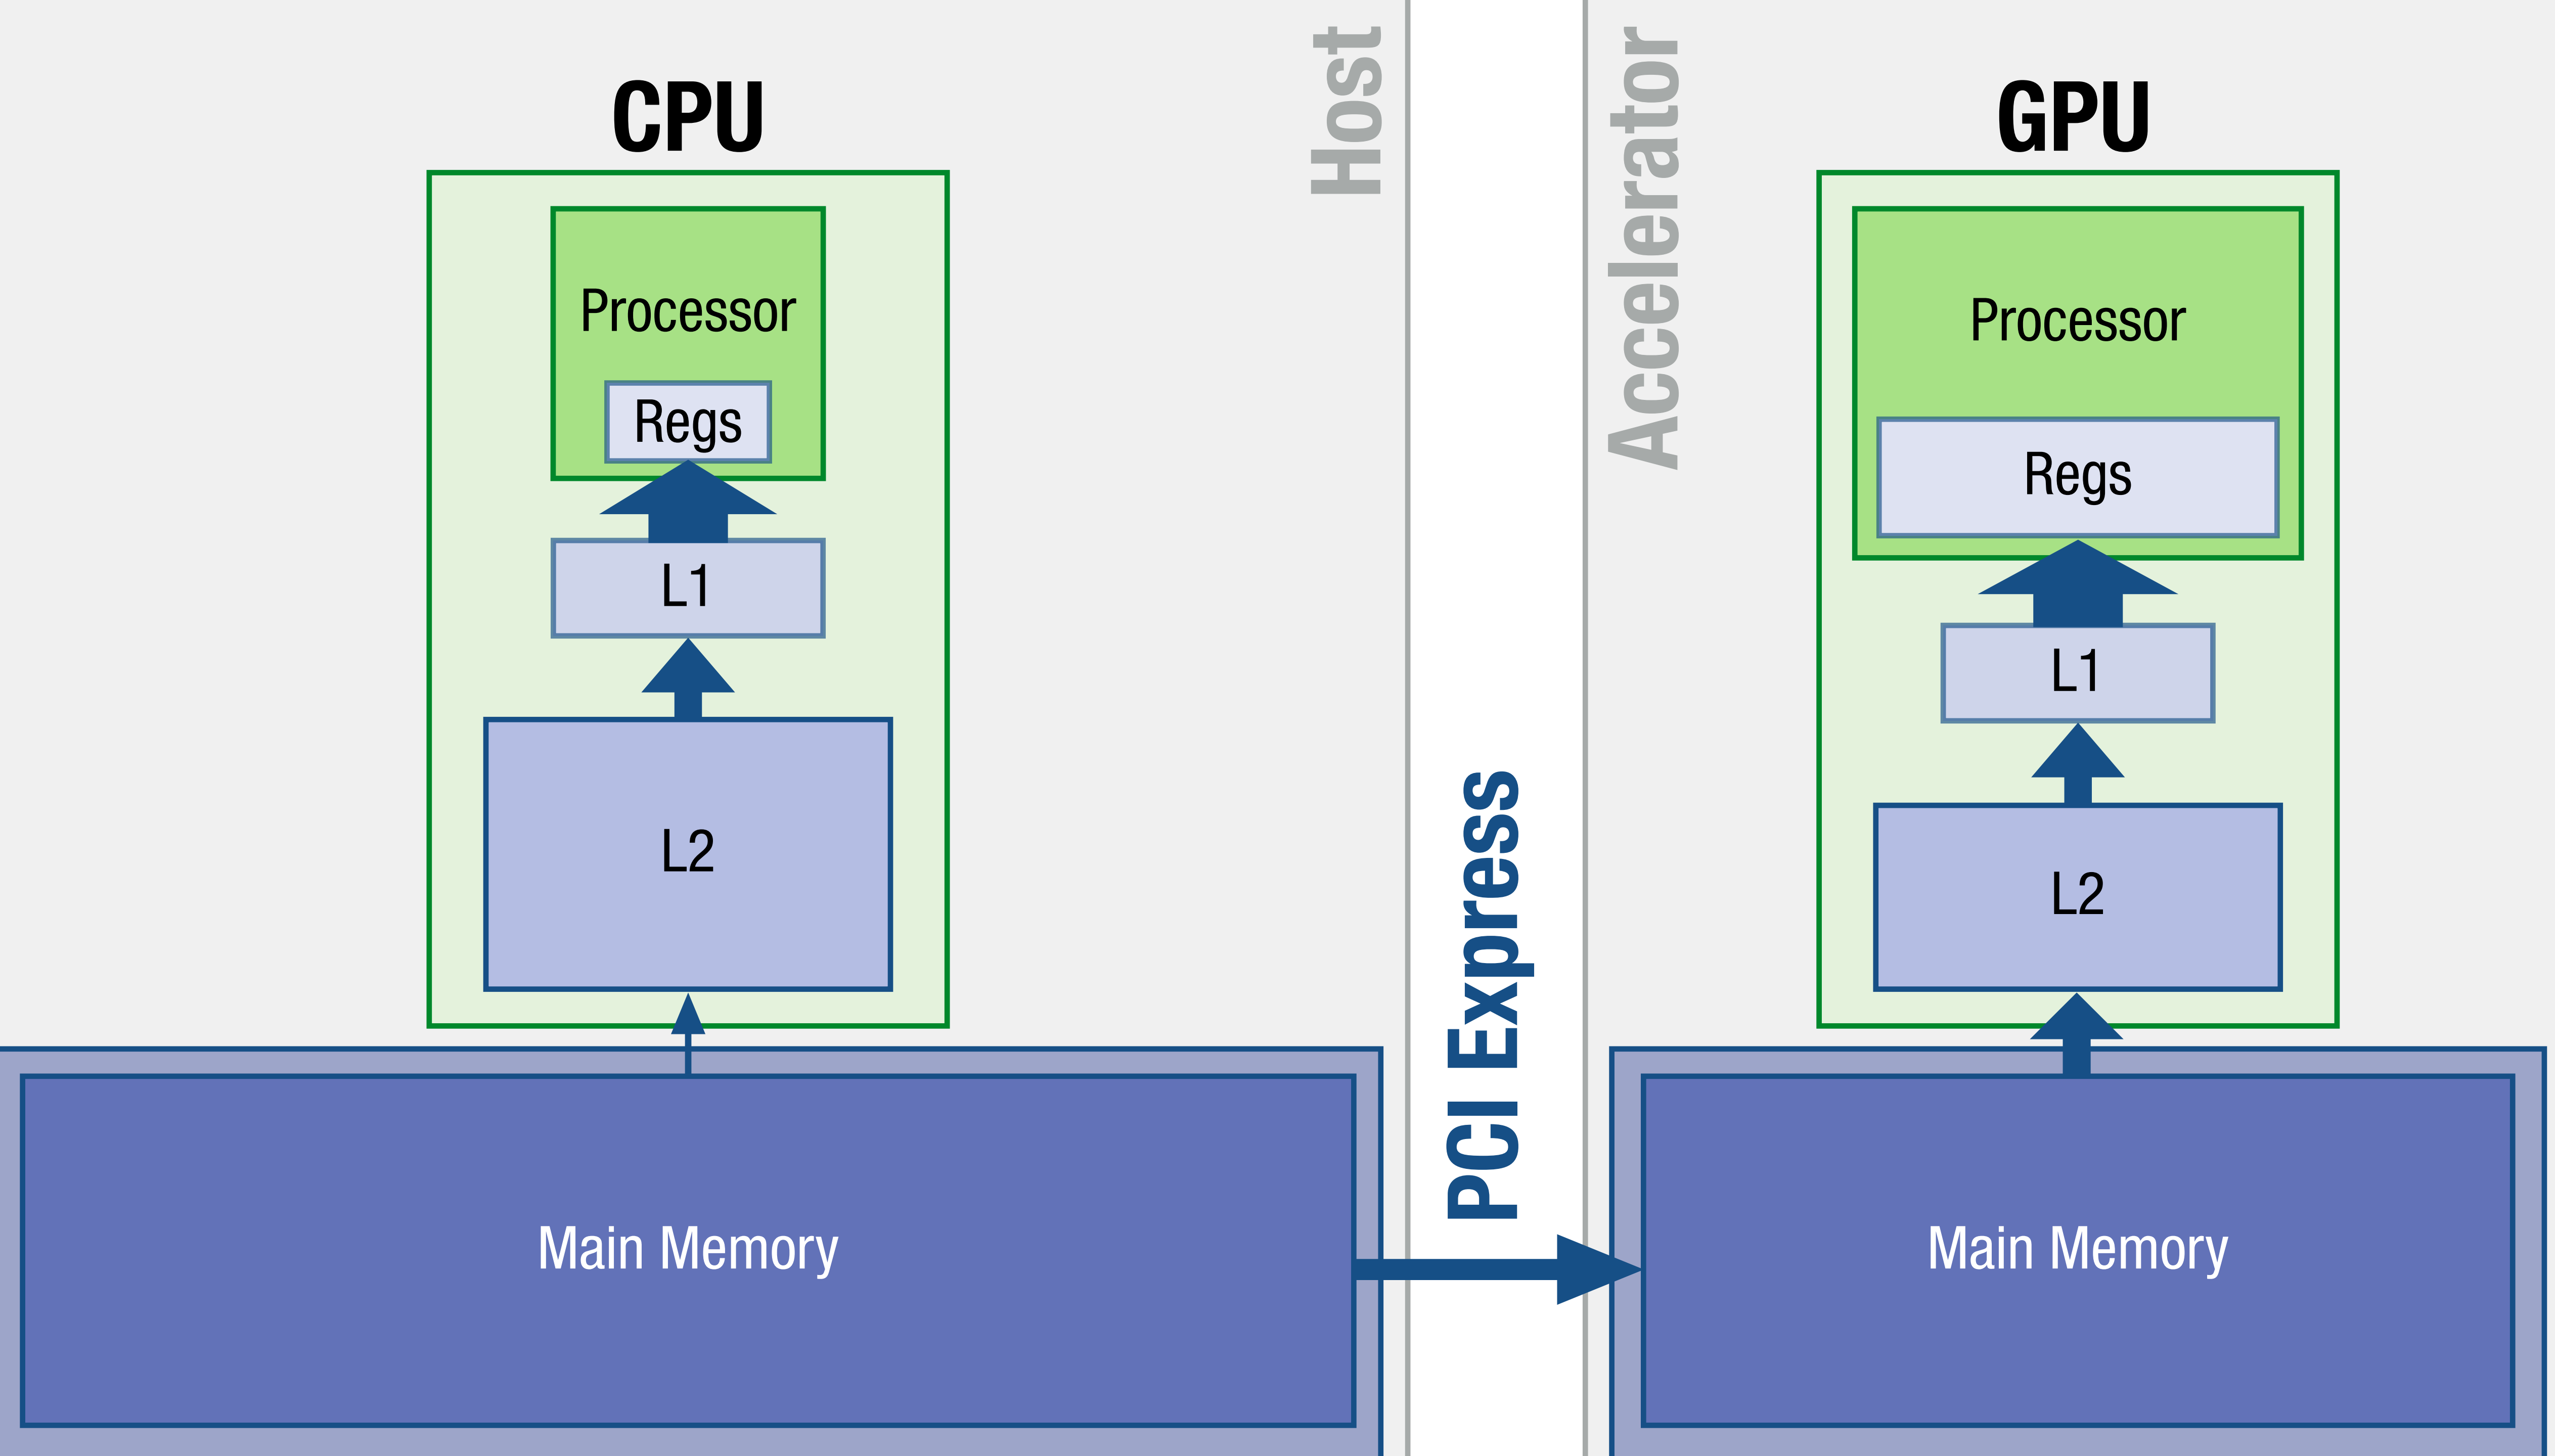 CPU
Processor
Regs
L1
L2
Main Memory
Host
PCI Express
Accelerator
GPU
Processor
Regs
L1
L2
Main Memory